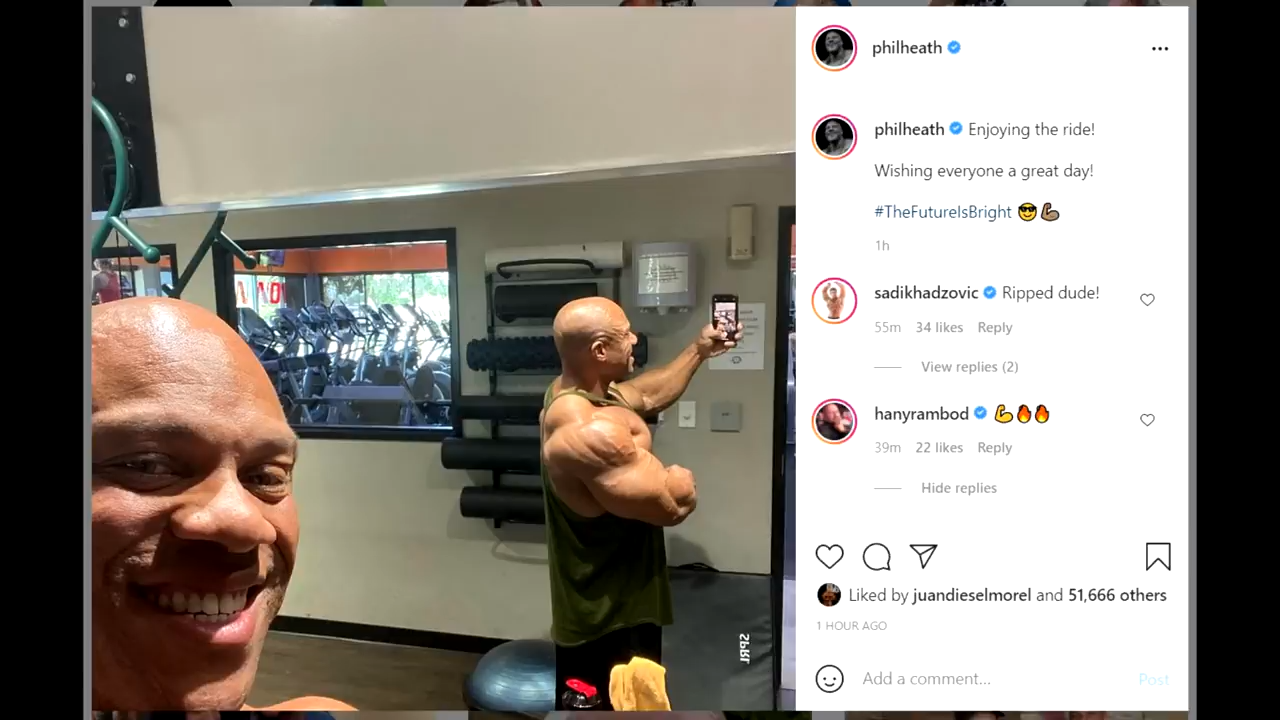 philheath
philheath Enjoying the ride!
Wishing everyone a great day!
#TheFutureIsBright 😎💪🏽
1h
sadikhadzovic Ripped dude!
55m 34 likes Reply
View replies (2)
hanyrambod 💪🔥🔥
39m 22 likes Reply
Hide replies
Liked by juandieselmorel and 51,666 others
1 HOUR AGO
Add a comment... Post
SPRI